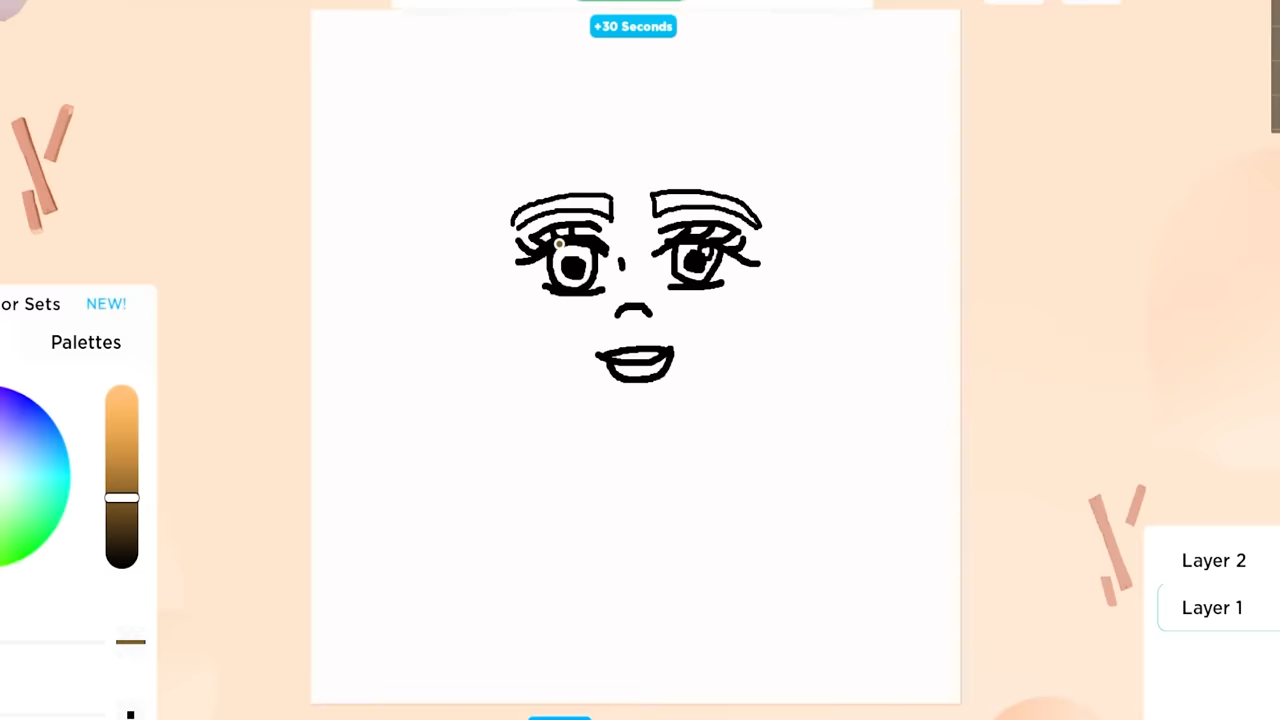 +30 Seconds
or Sets NEW!
Palettes
Layer 2
Layer 1